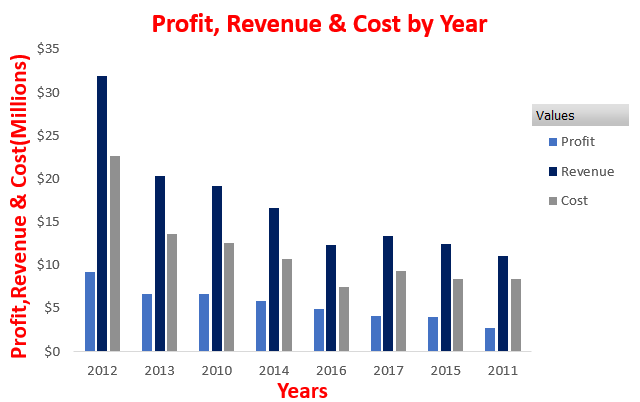 Profit, Revenue & Cost by Year
Profit,Revenue & Cost(Millions)
$35
$30
$25
$20
$15
$10
$5
$0
2012 2013 2010 2014 2016 2017 2015 2011
Years
Values
Profit
Revenue
Cost